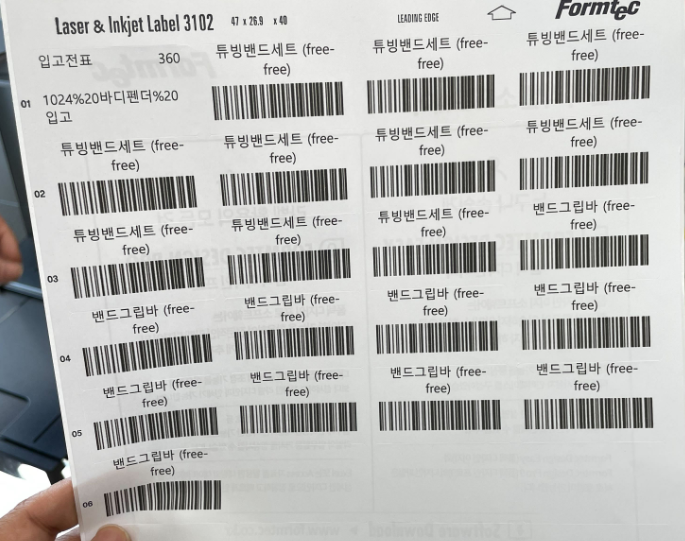 Laser & Inkjet Label 3102 47 x 26.9 x 40 LEADING EDGE Formtec
입고전표 360
01 1024%20바디펜더%20
입고
튜빙밴드세트 (free-
free)
튜빙밴드세트 (free-
free)
튜빙밴드세트 (free-
free)
02
튜빙밴드세트 (free-
free)
튜빙밴드세트 (free-
free)
튜빙밴드세트 (free-
free)
튜빙밴드세트 (free-
free)
03
튜빙밴드세트 (free-
free)
튜빙밴드세트 (free-
free)
튜빙밴드세트 (free-
free)
밴드그립바 (free-
free)
04
밴드그립바 (free-
free)
밴드그립바 (free-
free)
밴드그립바 (free-
free)
밴드그립바 (free-
free)
05
밴드그립바 (free-
free)
밴드그립바 (free-
free)
밴드그립바 (free-
free)
밴드그립바 (free-
free)
06
밴드그립바 (free-
free)